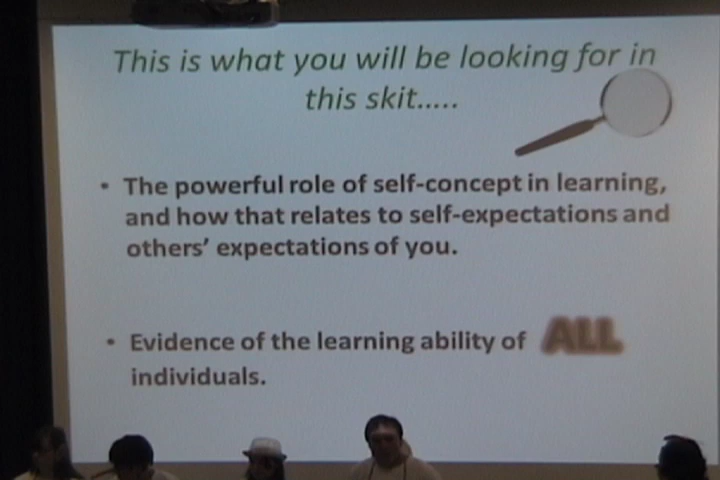 This is what you will be looking for in
this skit.....
• The powerful role of self-concept in learning,
and how that relates to self-expectations and
others’ expectations of you.
• Evidence of the learning ability of ALL
individuals.